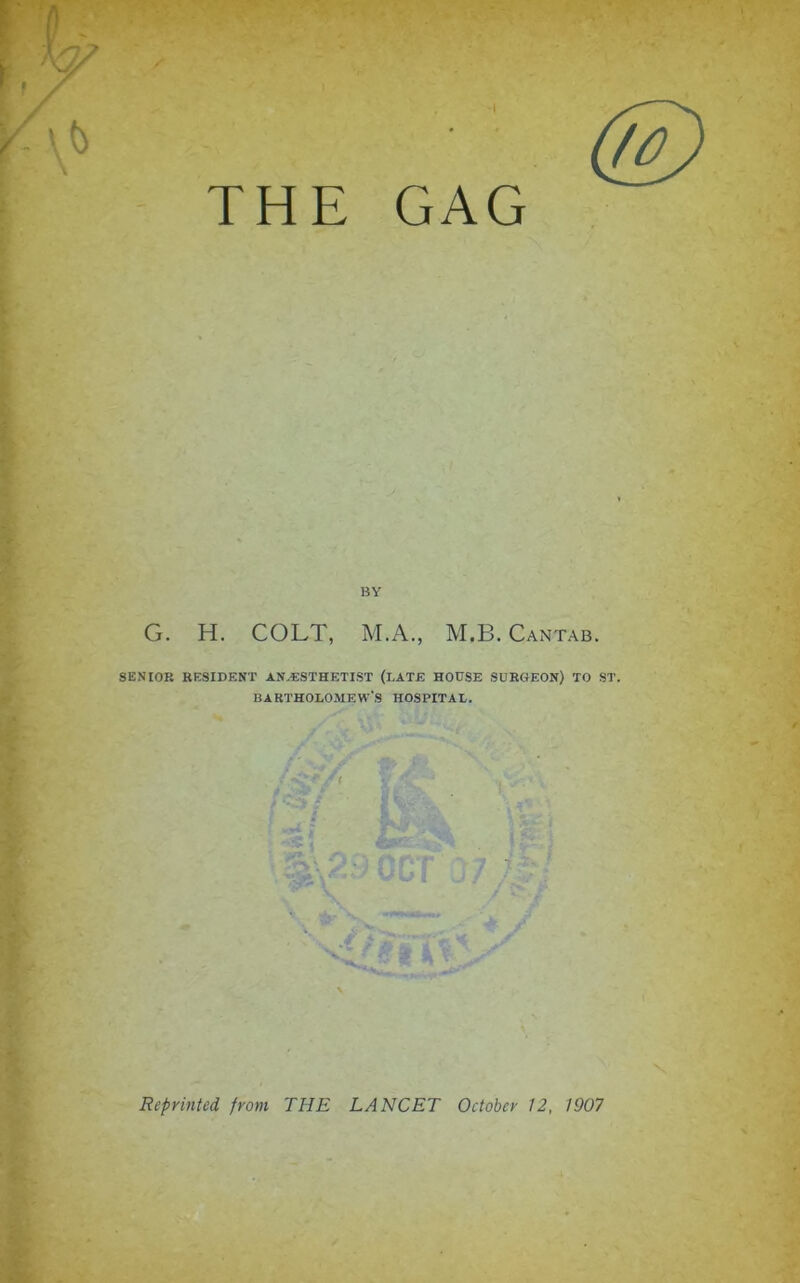 10
THE GAG
BY
G. H. COLT, M.A., M.B. CANTAB.
SENIOR RESIDENT ANÆSTHETIST (LATE HOUSE SURGEON) TO ST.
BARTHOLOMEW'S HOSPITAL.
29 OCT 07
Reprinted from THE LANCET October 12, 1907